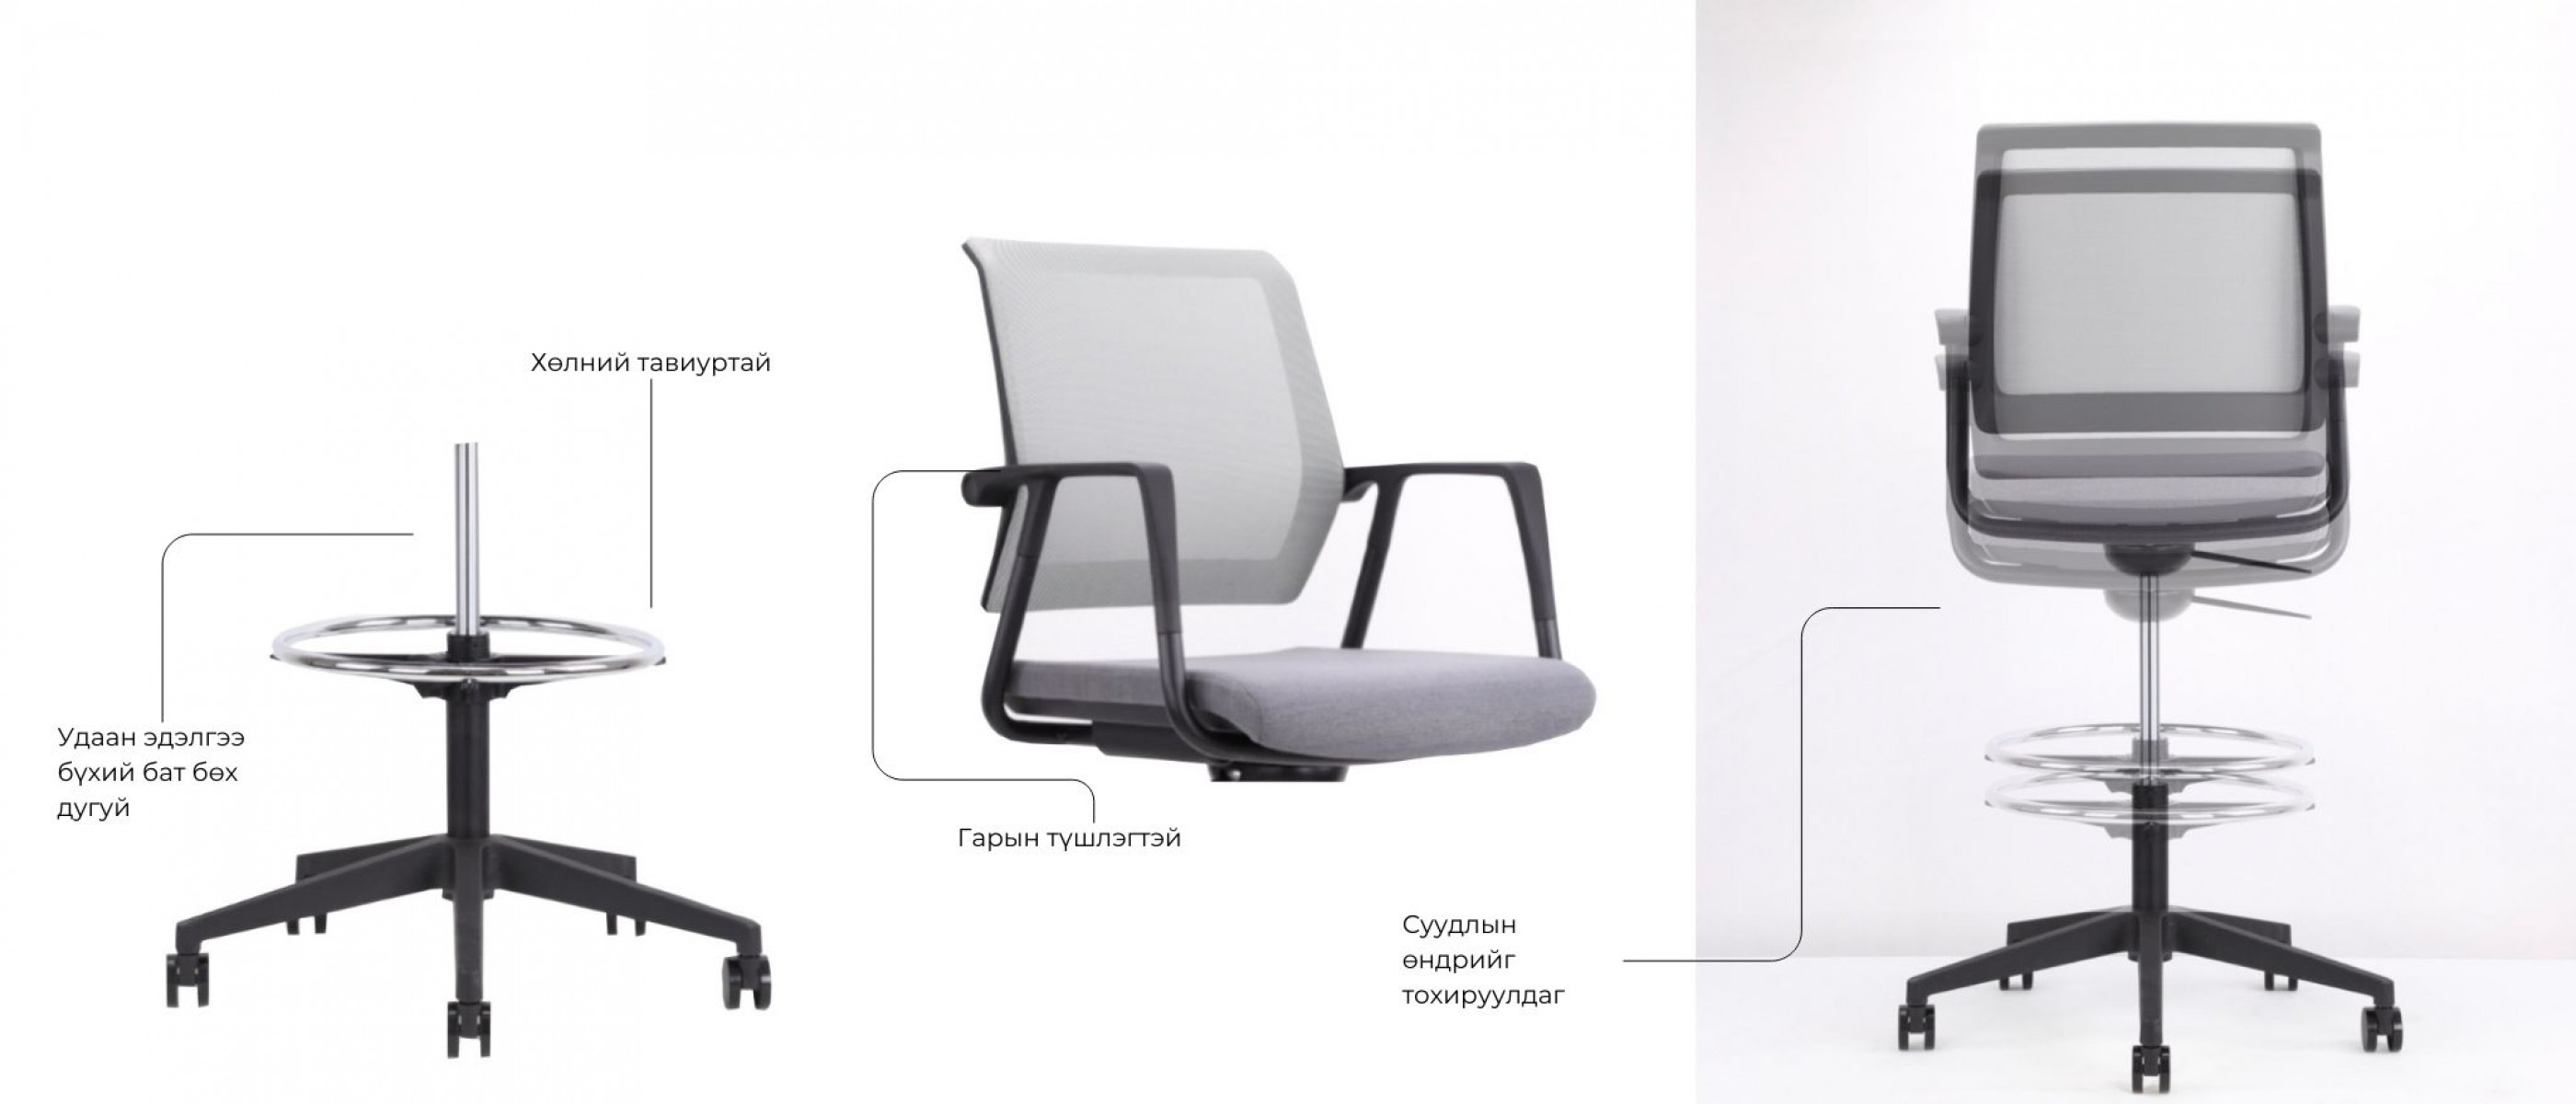 Хөлний тавиуртай
Удаан эдэлгээ
бүхий бат бөх
дугуй
Гарын түшлэгтэй
Суудлын
өндрийг
тохируулдаг